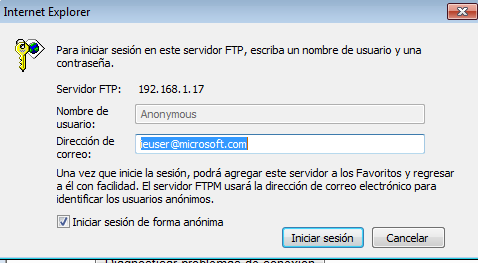 Internet Explorer
Para iniciar sesión en este servidor FTP, escriba un nombre de usuario y una
contraseña.
Servidor FTP: 192.168.1.17
Nombre de
usuario:
Anonymous
Dirección de
correo:
ieuser@microsoft.com
Una vez que inicie la sesión, podrá agregar este servidor a los Favoritos y regresar
a él con facilidad. El servidor FTPM usará la dirección de correo electrónico para
identificar los usuarios anónimos.
Iniciar sesión de forma anónima
Iniciar sesión Cancelar
Diagnosticar problemas de conexión